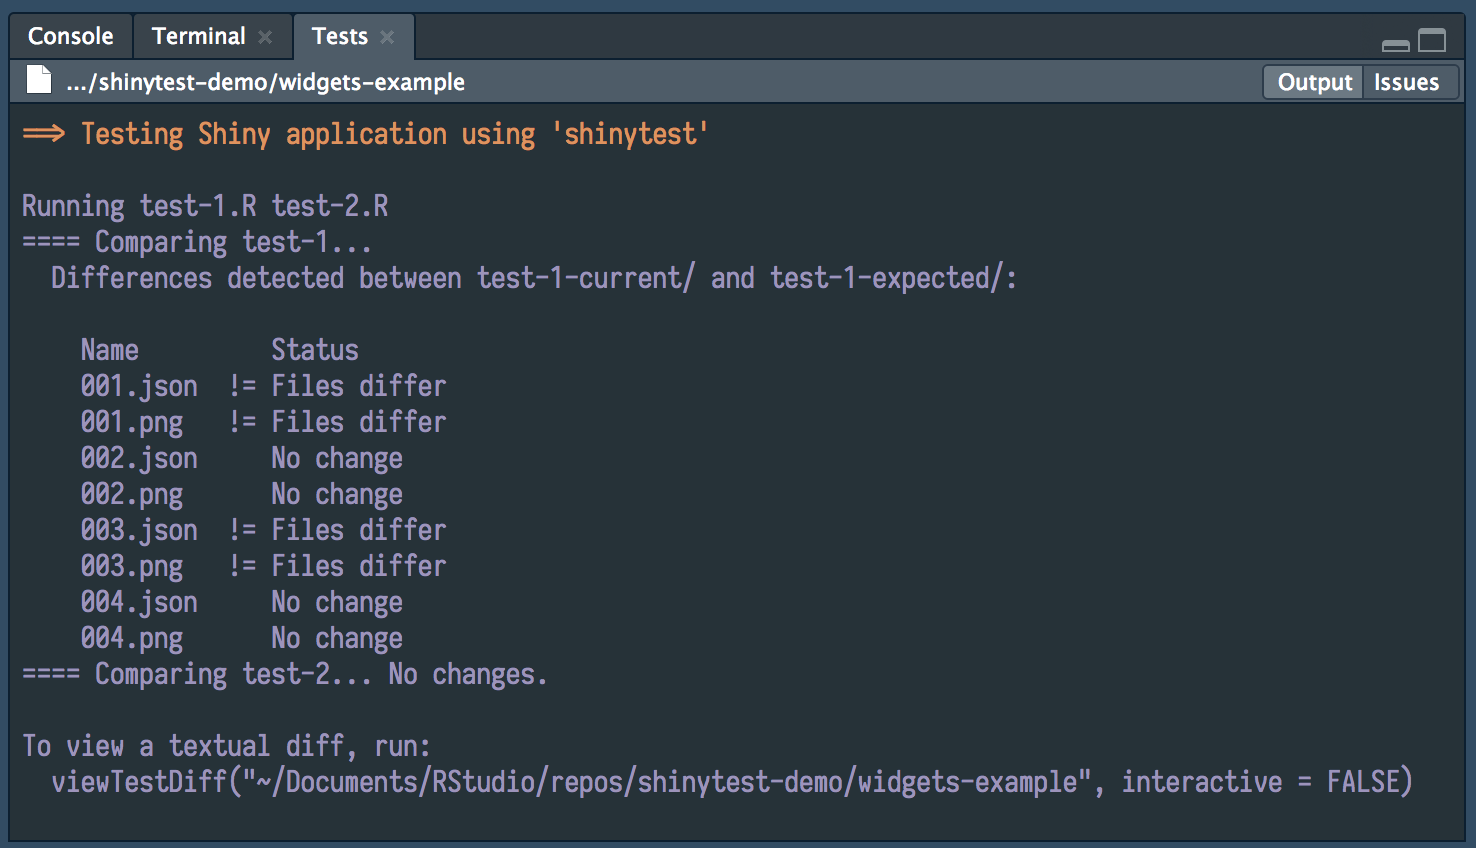 Console Terminal × Tests ×
.../shinytest-demo/widgets-example Output Issues
==> Testing Shiny application using 'shinytest'
Running test-1.R test-2.R
==== Comparing test-1...
Differences detected between test-1-current/ and test-1-expected/:
Name Status
001.json != Files differ
001.png != Files differ
002.json No change
002.png No change
003.json != Files differ
003.png != Files differ
004.json No change
004.png No change
==== Comparing test-2... No changes.
To view a textual diff, run:
viewTestDiff("~/Documents/RStudio/repos/shinytest-demo/widgets-example", interactive = FALSE)